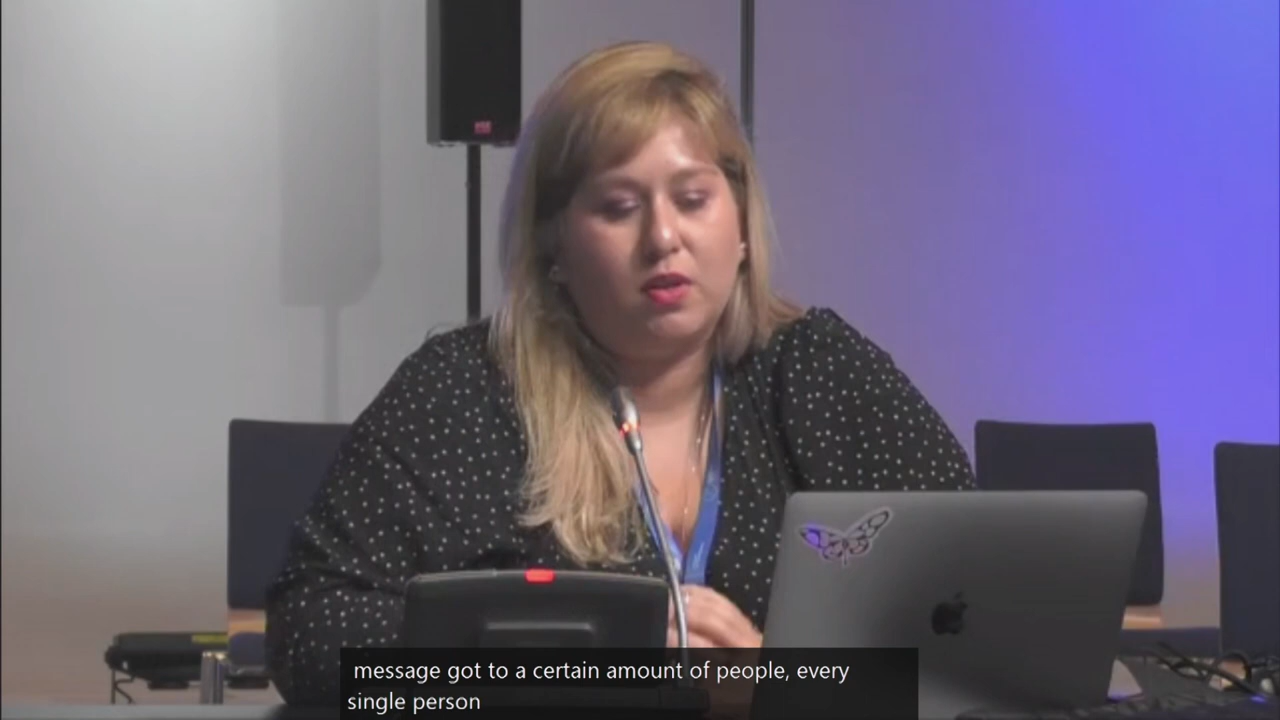 message got to a certain amount of people, every
single person